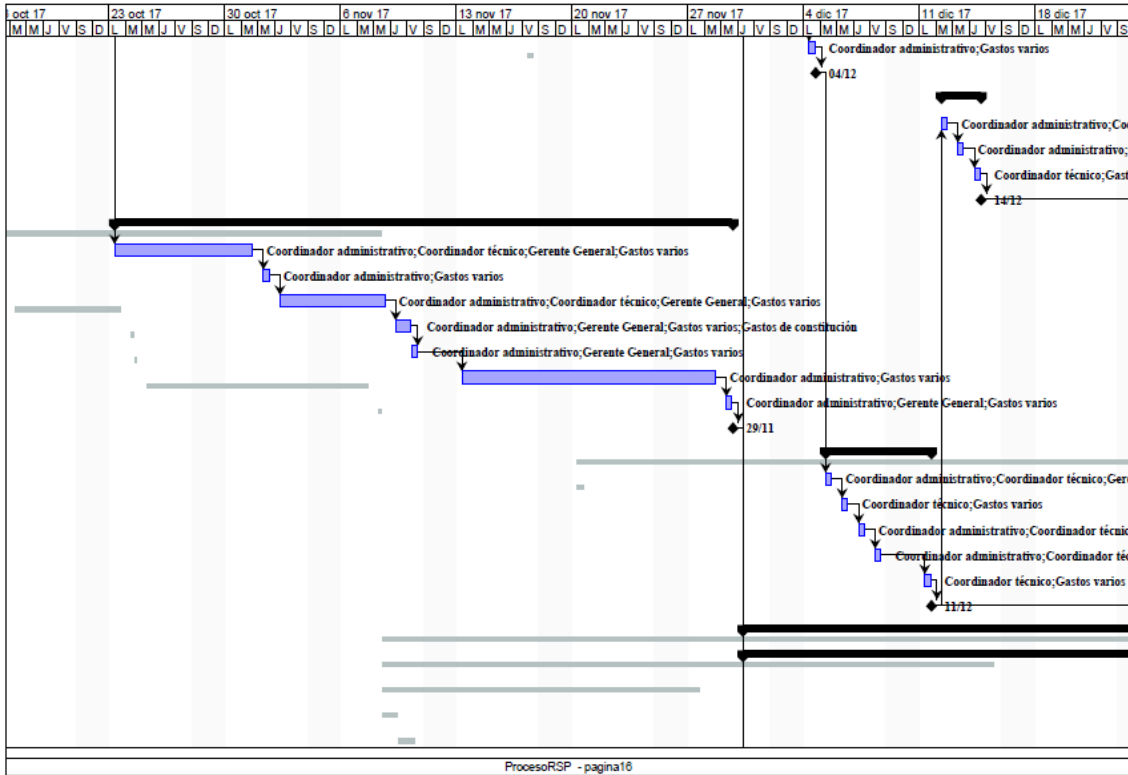 oct 17 23 oct 17 30 oct 17 6 nov 17 13 nov 17 20 nov 17 27 nov 17 4 dic 17 11 dic 17 18 dic 17
M M J V S D L M M J V S D L M M J V S D L M M J V S D L M M J V S D L M M J V S D L M M J V S D L M M J V S D L M M J V S D L M M J V S
Coordinador administrativo;Gastos varios
04/12
Coordinador administrativo;Coo
Coordinador administrativo;
Coordinador técnico;Gast
14/12
Coordinador administrativo;Coordinador técnico;Gerente General;Gastos varios
Coordinador administrativo;Gastos varios
Coordinador administrativo;Coordinador técnico;Gerente General;Gastos varios
Coordinador administrativo;Gerente General;Gastos varios;Gastos de constitución
Coordinador administrativo;Gerente General;Gastos varios
Coordinador administrativo;Gastos varios
Coordinador administrativo;Gerente General;Gastos varios
29/11
Coordinador administrativo;Coordinador técnico;Gere
Coordinador técnico;Gastos varios
Coordinador administrativo;Coordinador técnic
Coordinador administrativo;Coordinador téc
Coordinador técnico;Gastos varios
11/12
ProcesoRSP - pagina16